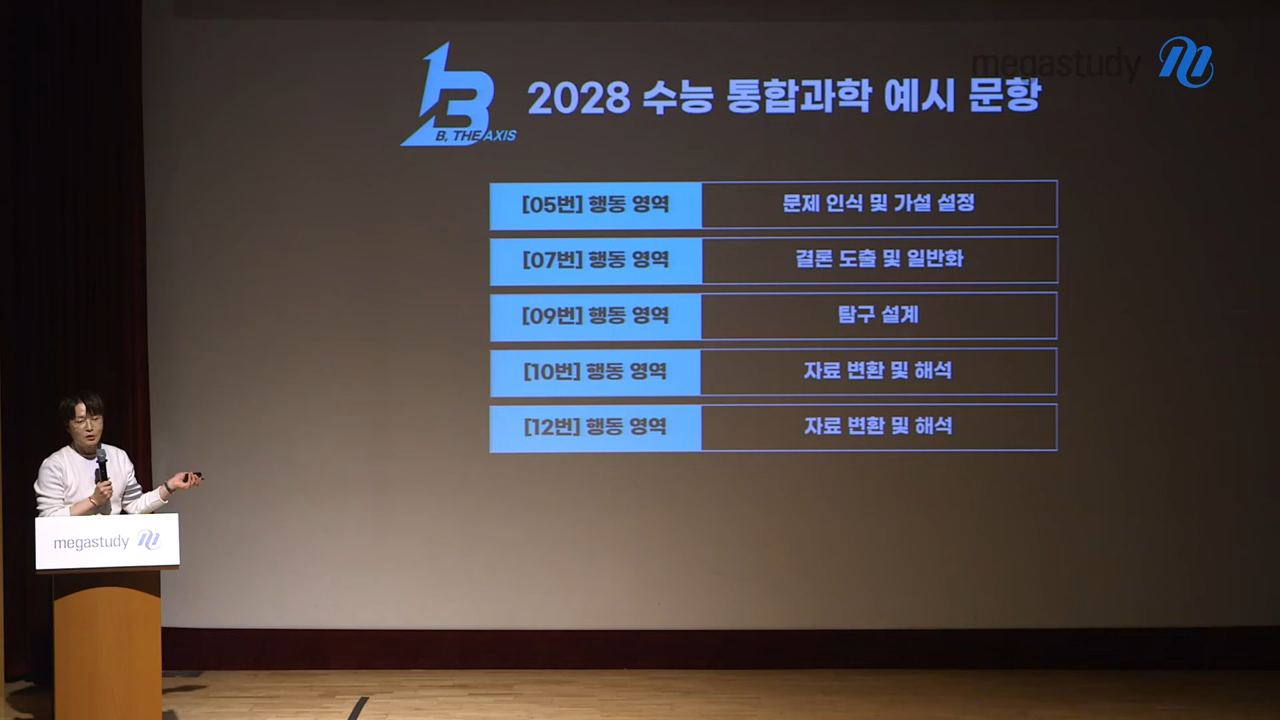 megastudy
2028 수능 통합과학 예시 문항
B, THE AXIS
[05번] 행동 영역 문제 인식 및 가설 설정
[07번] 행동 영역 결론 도출 및 일반화
[09번] 행동 영역 탐구 설계
[10번] 행동 영역 자료 변환 및 해석
[12번] 행동 영역 자료 변환 및 해석
megastudy